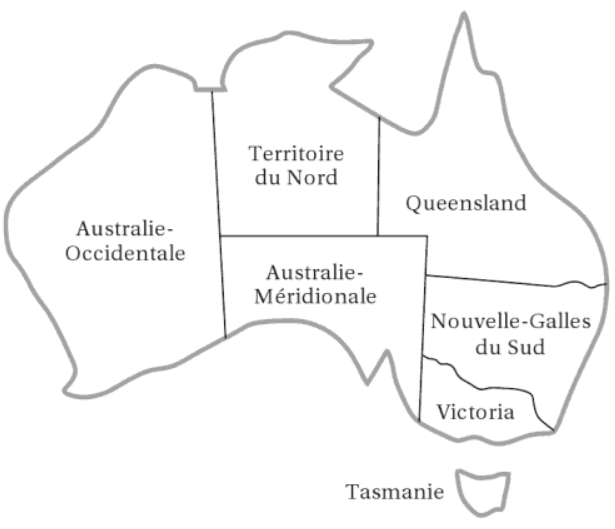 Territoire
du Nord
Queensland
Australie-
Occidentale
Australie-
Méridionale
Nouvelle-Galles
du Sud
Victoria
Tasmanie